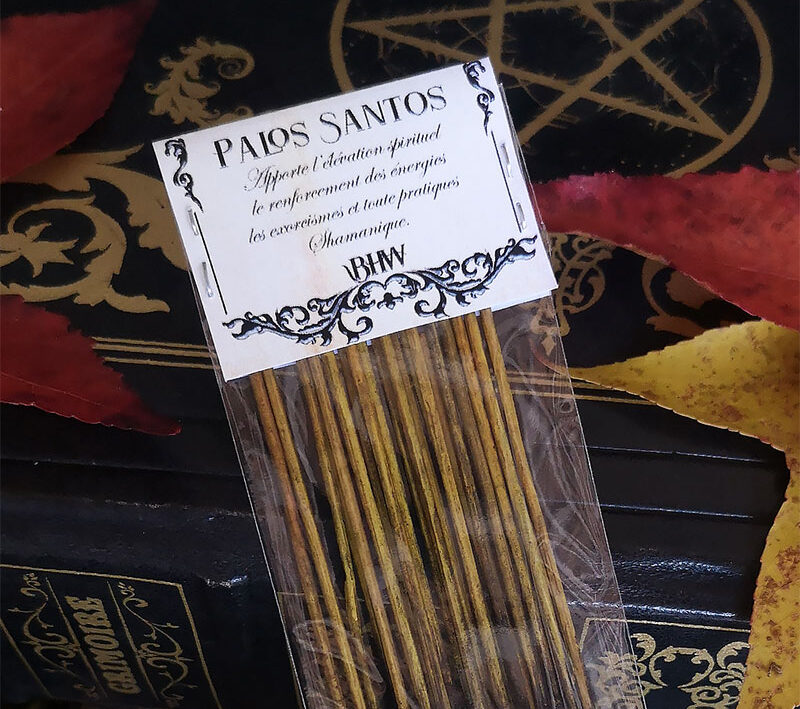 PALOS SANTOS
Apporte l'élévation spirituel
le renforcement des énergies
les exorcismes et toute pratiques
Shamanique.
BHW
GRIMOIRE